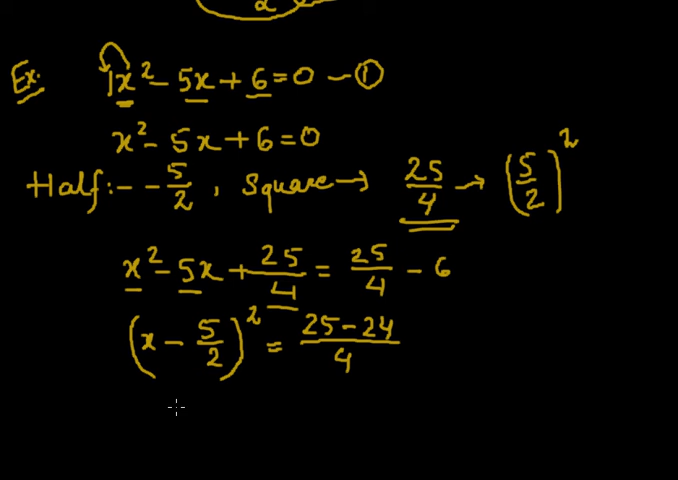 a
Ex. 1x² - 5x + 6 = 0 - ①
x² - 5x + 6 = 0
Half:- - 5/2 , Square → 25/4 → (5/2)²
x² - 5x + 25/4 = 25/4 - 6
(x - 5/2)² = (25 - 24)/4